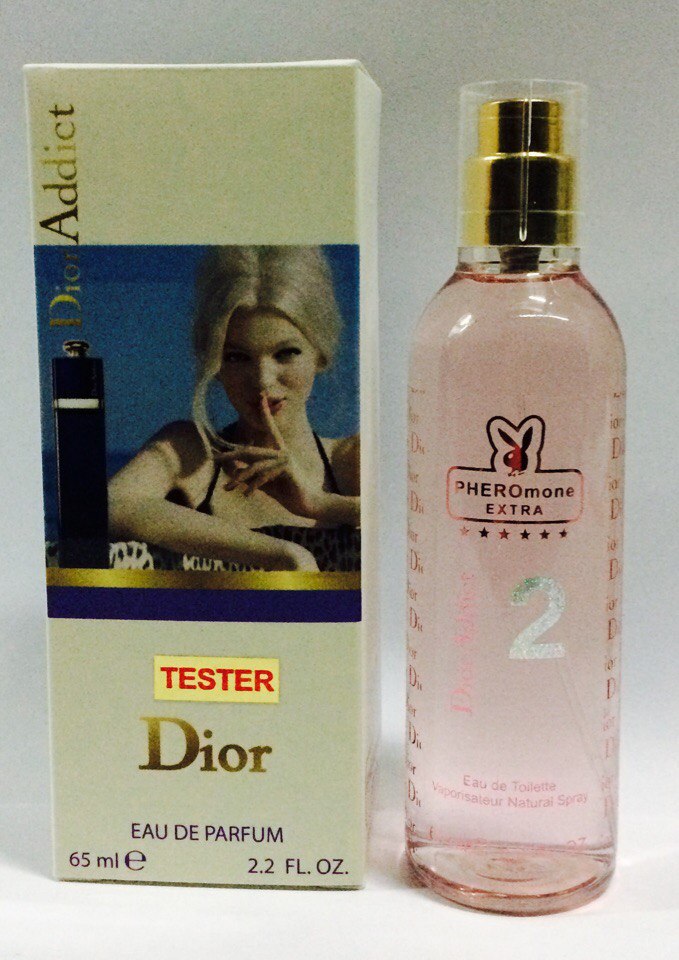 Dior Addict
TESTER
Dior
EAU DE PARFUM
65 ml ℮
2.2 FL. OZ.
PHEROmone
EXTRA
2
Dior Addict
Eau de Toilette
Vaporisateur Natural Spray